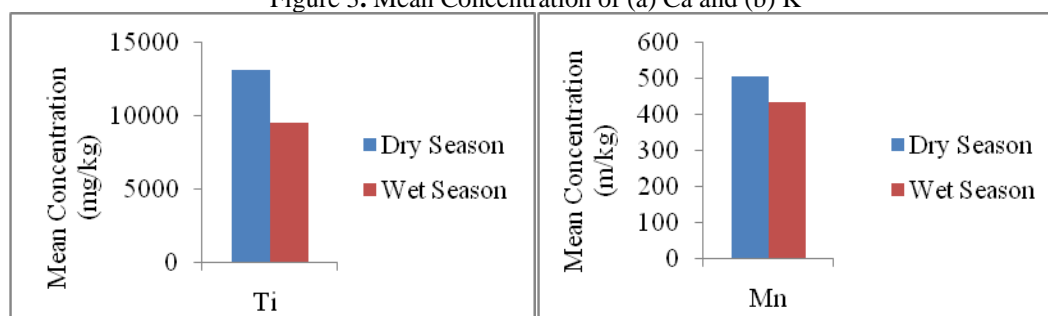 Figure 3. Mean Concentration of (a) Ca and (b) K
Mean Concentration
(mg/kg)
15000
10000
5000
0
Ti
Dry Season
Wet Season
Mean Concentration
(m/kg)
600
500
400
300
200
100
0
Mn
Dry Season
Wet Season